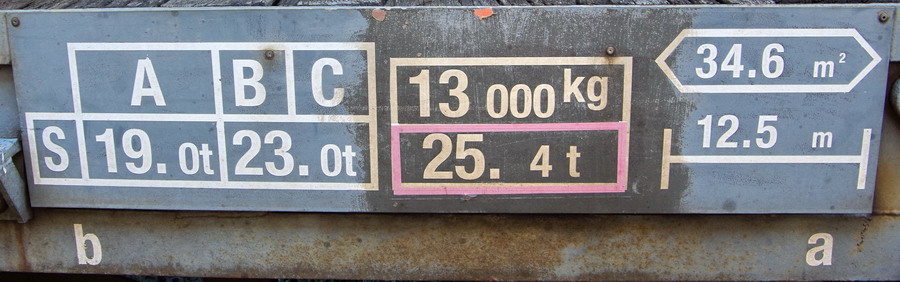 A B C
S 19. 0t 23. 0t
13 000 kg
25. 4 t
34.6 m²
12.5 m
b a